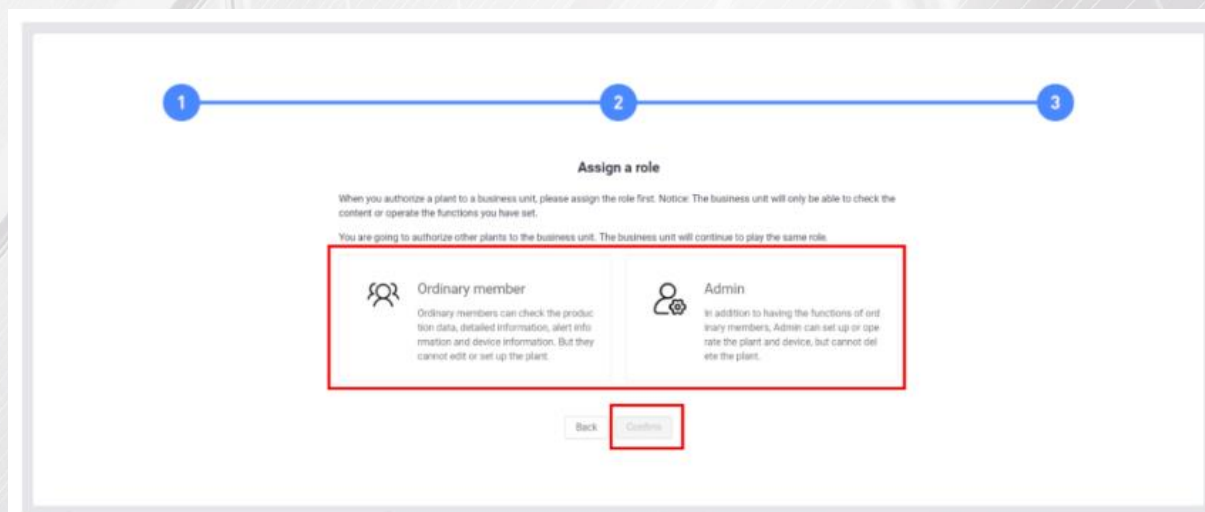 1
2
3
Assign a role
When you authorize a plant to a business unit, please assign the role first. Notice: The business unit will only be able to check the
content or operate the functions you have set.
You are going to authorize other plants to the business unit. The business unit will continue to play the same role.
Ordinary member
Ordinary members can check the produc
tion data, detailed information, alert info
rmation and device information. But they
cannot edit or set up the plant.
Admin
In addition to having the functions of ord
inary members, Admin can set up or ope
rate the plant and device, but cannot del
ete the plant.
Back
Confirm